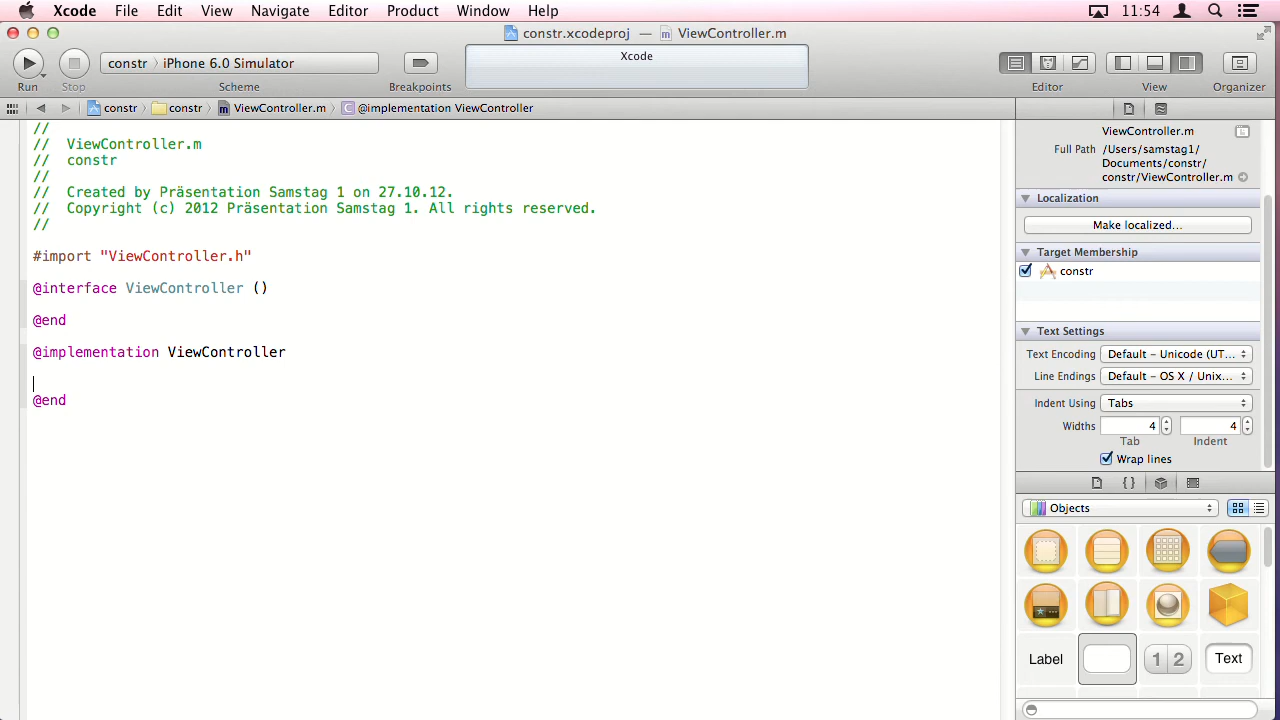 Xcode File Edit View Navigate Editor Product Window Help 11:54
constr.xcodeproj — ViewController.m
constr iPhone 6.0 Simulator
Xcode
Run Stop Scheme Breakpoints Editor View Organizer
constr constr ViewController.m @implementation ViewController
//
//  ViewController.m
//  constr
//
//  Created by Präsentation Samstag 1 on 27.10.12.
//  Copyright (c) 2012 Präsentation Samstag 1. All rights reserved.
//
#import "ViewController.h"
@interface ViewController ()
@end
@implementation ViewController
@end
ViewController.m
Full Path /Users/samstag1/
Documents/constr/
constr/ViewController.m
Localization
Make localized...
Target Membership
constr
Text Settings
Text Encoding Default – Unicode (UT...
Line Endings Default – OS X / Unix...
Indent Using Tabs
Widths 4 4
Tab Indent
Wrap lines
{ }
Objects
Label 1 2 Text